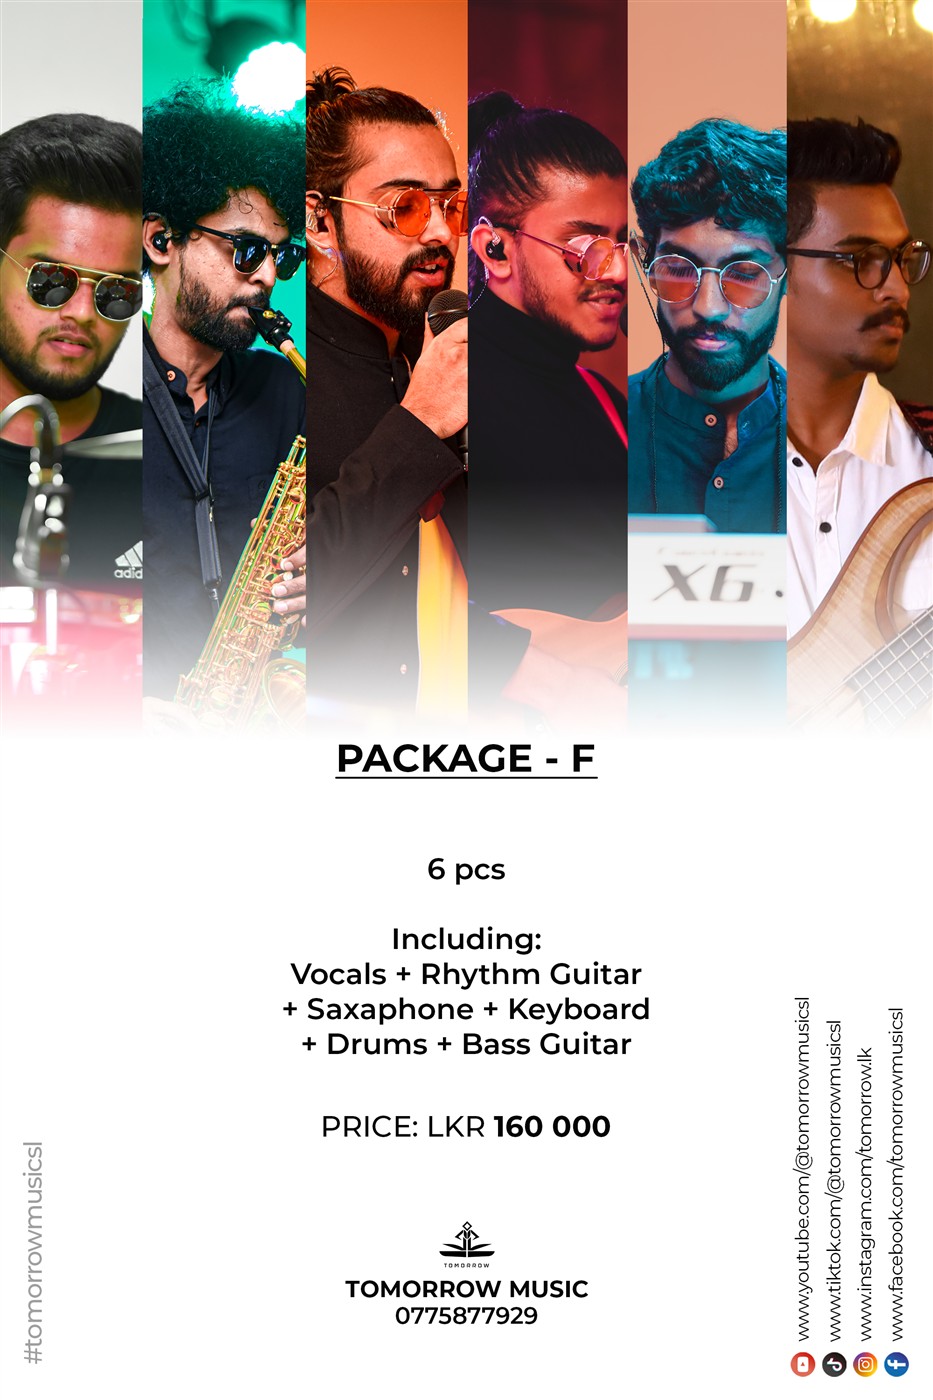 adidas
X6
PACKAGE - F
6 pcs
Including:
Vocals + Rhythm Guitar
+ Saxaphone + Keyboard
+ Drums + Bass Guitar
PRICE: LKR 160 000
TOMORROW
TOMORROW MUSIC
0775877929
#tomorrowmusicsl
www.youtube.com/@tomorrowmusicsl
www.tiktok.com/@tomorrowmusicsl
www.instagram.com/tomorrow.lk
www.facebook.com/tomorrowmusicsl